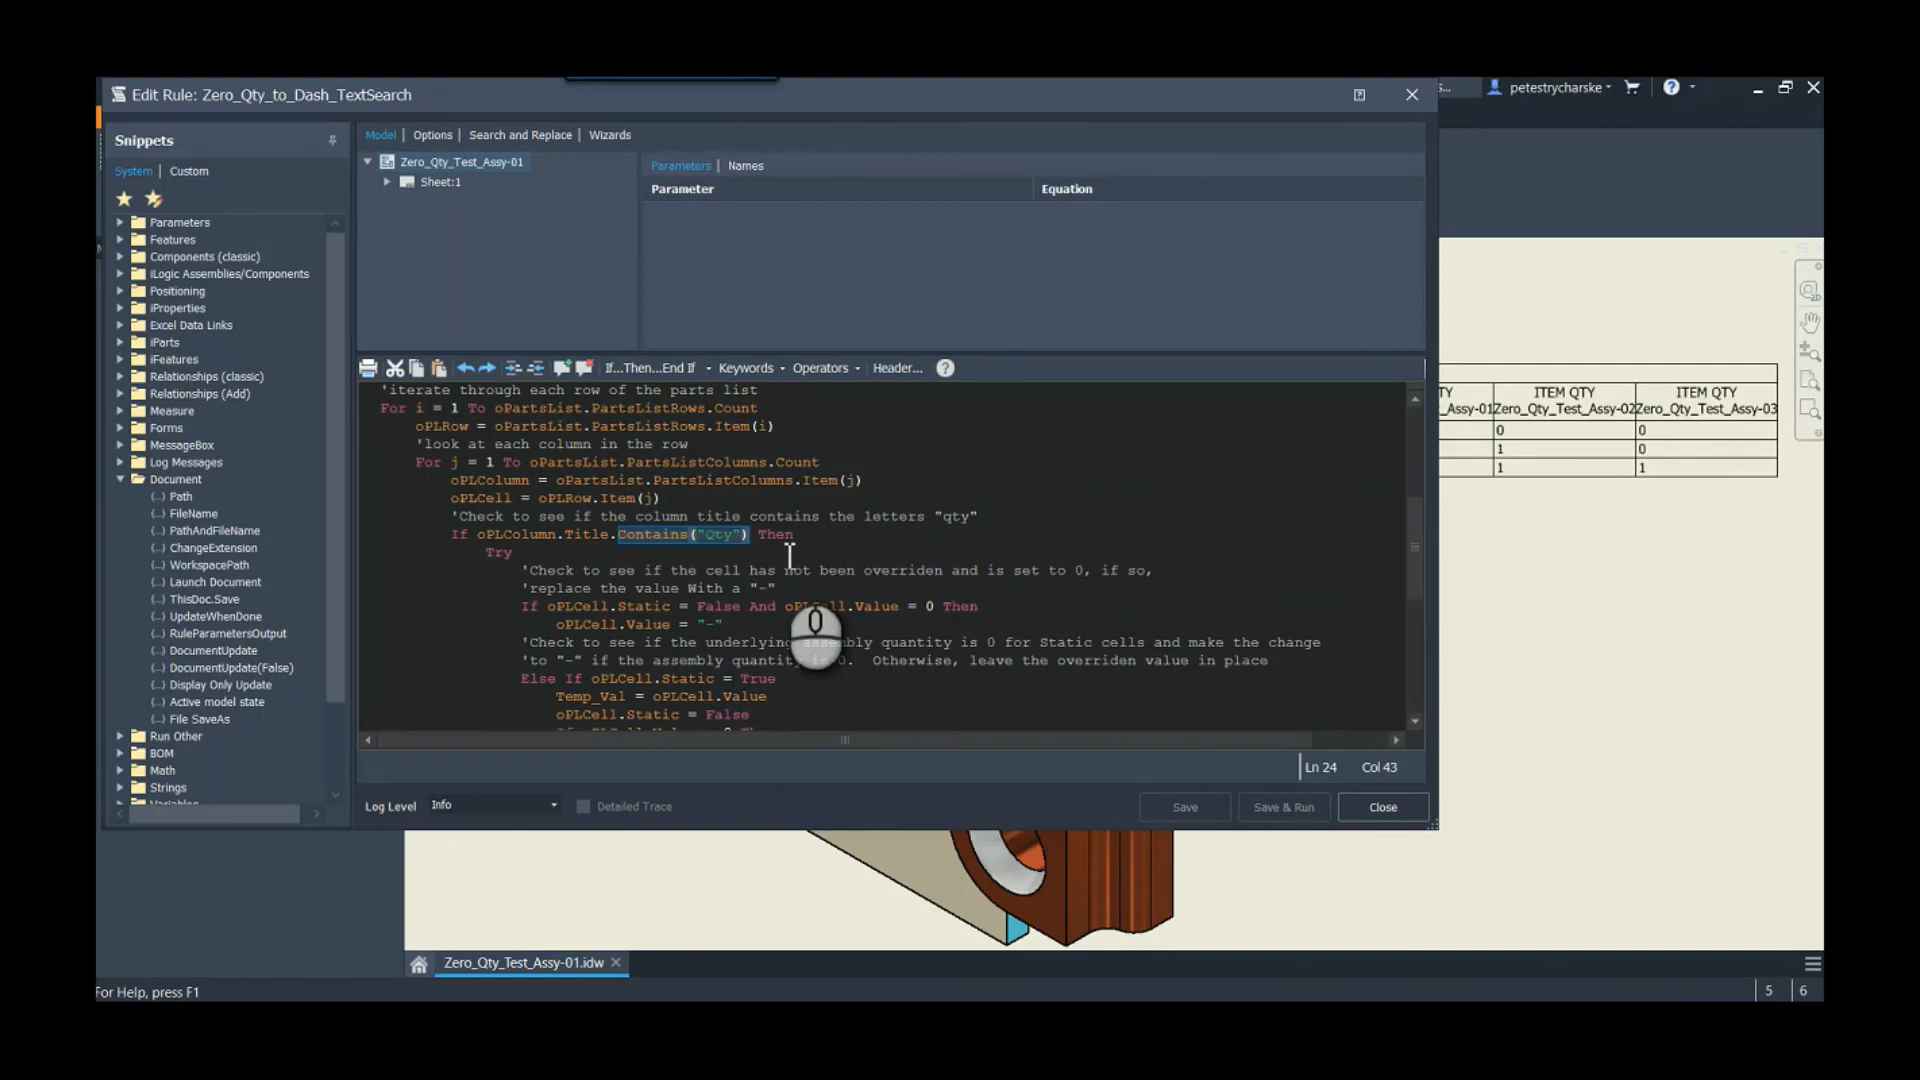 Edit Rule: Zero_Qty_to_Dash_TextSearch
S...
petestrycharske
Snippets
System | Custom
Parameters
Features
Components (classic)
iLogic Assemblies/Components
Positioning
iProperties
Excel Data Links
iParts
iFeatures
Relationships (classic)
Relationships (Add)
Measure
Forms
MessageBox
Log Messages
Document
{...} Path
{...} FileName
{...} PathAndFileName
{...} ChangeExtension
{...} WorkspacePath
{...} Launch Document
{...} ThisDoc.Save
{...} UpdateWhenDone
{...} RuleParametersOutput
{...} DocumentUpdate
{...} DocumentUpdate(False)
{...} Display Only Update
{...} Active model state
{...} File SaveAs
Run Other
BOM
Math
Strings
Variables
Model | Options | Search and Replace | Wizards
Zero_Qty_Test_Assy-01
Sheet:1
Parameters | Names
Parameter Equation
If...Then...End If Keywords Operators Header...
'iterate through each row of the parts list
For i = 1 To oPartsList.PartsListRows.Count
oPLRow = oPartsList.PartsListRows.Item(i)
'look at each column in the row
For j = 1 To oPartsList.PartsListColumns.Count
oPLColumn = oPartsList.PartsListColumns.Item(j)
oPLCell = oPLRow.Item(j)
'Check to see if the column title contains the letters "qty"
If oPLColumn.Title.Contains("Qty") Then
Try
'Check to see if the cell has not been overriden and is set to 0, if so,
'replace the value With a "-"
If oPLCell.Static = False And oPLCell.Value = 0 Then
oPLCell.Value = "-"
'Check to see if the underlying assembly quantity is 0 for Static cells and make the change
'to "-" if the assembly quantity is 0. Otherwise, leave the overriden value in place
Else If oPLCell.Static = True
Temp_Val = oPLCell.Value
oPLCell.Static = False
Ln 24 Col 43
Log Level Info Detailed Trace
Save Save & Run Close
TY ITEM QTY ITEM QTY
_Assy-01 Zero_Qty_Test_Assy-02 Zero_Qty_Test_Assy-03
0 0
1 0
1 1
Zero_Qty_Test_Assy-01.idw
For Help, press F1
5 6